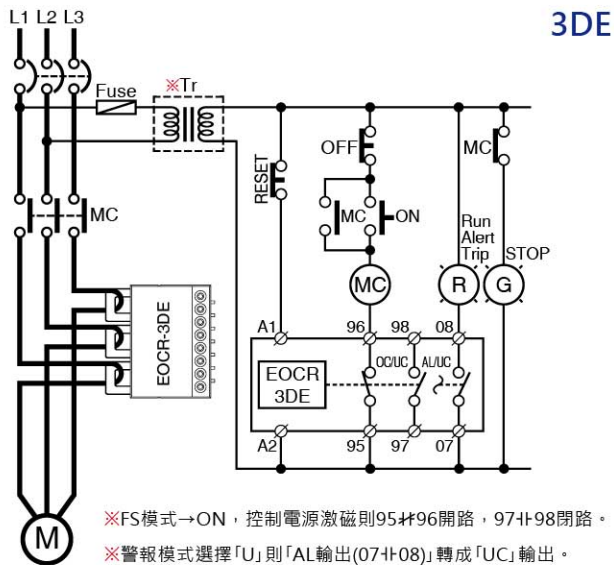 3DE
L1 L2 L3
Fuse
※Tr
OFF
MC
RESET
MC
MC
ON
Run
Alert
Trip
STOP
MC
R
G
EOCR-3DE
A1
96
98
08
OC/UC
AL/UC
EOCR
3DE
A2
95
97
07
M
※FS模式→ON，控制電源激磁則95⫲96開路，97⊣⊢98閉路。
※警報模式選擇「U」則「AL輸出(07⊣⊢08)」轉成「UC」輸出。